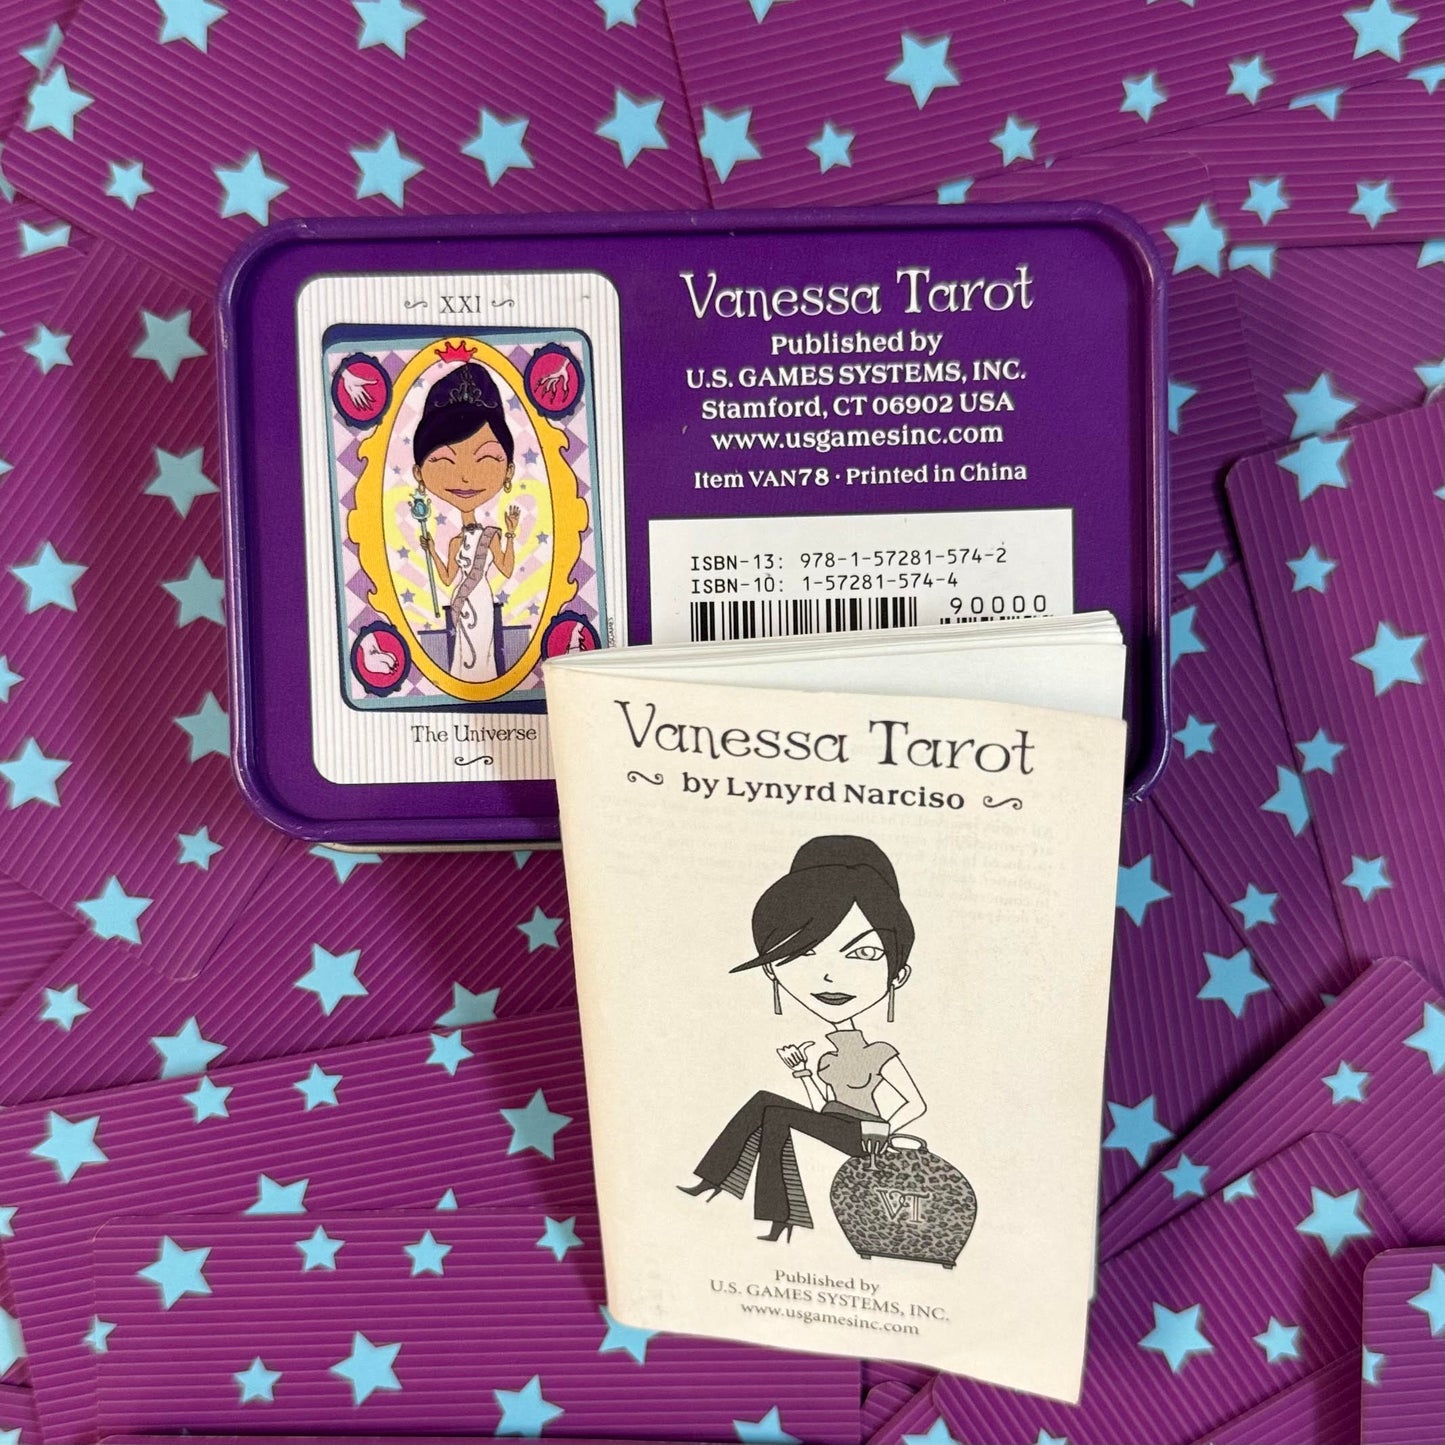 XXI
The Universe
Vanessa Tarot
Published by
U.S. GAMES SYSTEMS, INC.
Stamford, CT 06902 USA
www.usgamesinc.com
Item VAN78 · Printed in China
ISBN-13: 978-1-57281-574-2
ISBN-10: 1-57281-574-4
90000
Vanessa Tarot
by Lynyrd Narciso
VT
Published by
U.S. GAMES SYSTEMS, INC.
www.usgamesinc.com